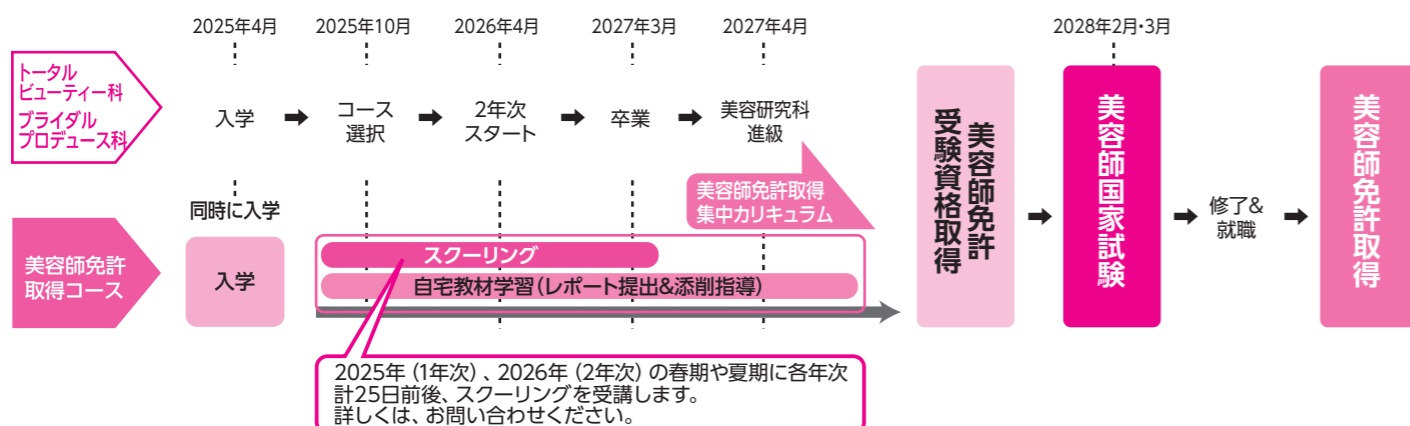 2025年4月
2025年10月
2026年4月
2027年3月
2027年4月
2028年2月・3月
トータル
ビューティー科
ブライダル
プロデュース科
入学
コース
選択
2年次
スタート
卒業
美容研究科
進級
美容師免許取得
集中カリキュラム
同時に入学
美容師免許
取得コース
入学
スクーリング
自宅教材学習(レポート提出&添削指導)
2025年(1年次)、2026年(2年次)の春期や夏期に各年次
計25日前後、スクーリングを受講します。
詳しくは、お問い合わせください。
美容師免許
受験資格取得
美容師国家試験
修了&
就職
美容師免許取得